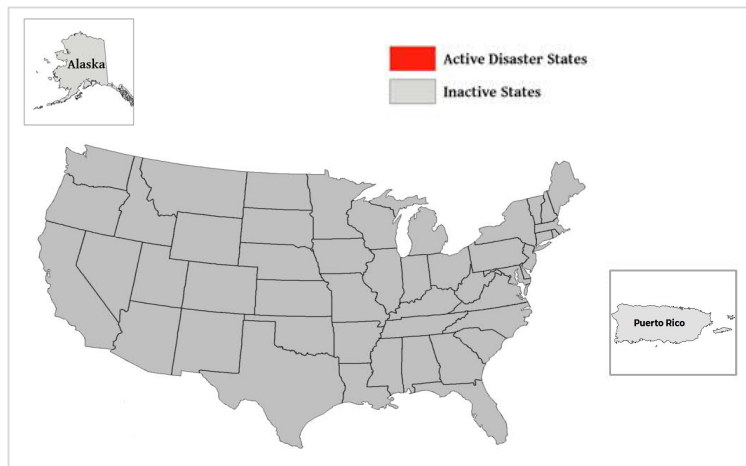 Alaska
Active Disaster States
Inactive States
Puerto Rico